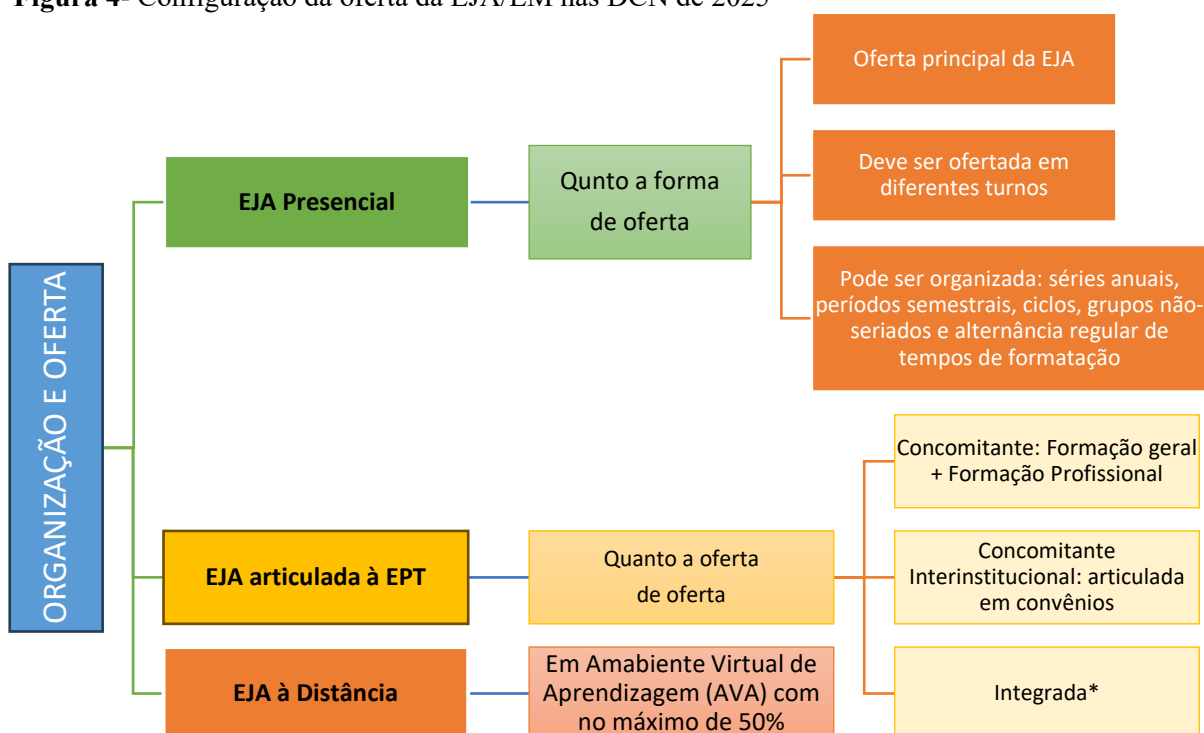 Figura 4- Configuração da oferta da EJA/EM nas DCN de 2025
ORGANIZAÇÃO E OFERTA
EJA Presencial
Qunto a forma
de oferta
Oferta principal da EJA
Deve ser ofertada em
diferentes turnos
Pode ser organizada: séries anuais,
períodos semestrais, ciclos, grupos não-
seriados e alternância regular de
tempos de formatação
EJA articulada à EPT
Quanto a oferta
de oferta
Concomitante: Formação geral
+ Formação Profissional
Concomitante
Interinstitucional: articulada
em convênios
Integrada*
EJA à Distância
Em Amabiente Virtual de
Aprendizagem (AVA) com
no máximo de 50%